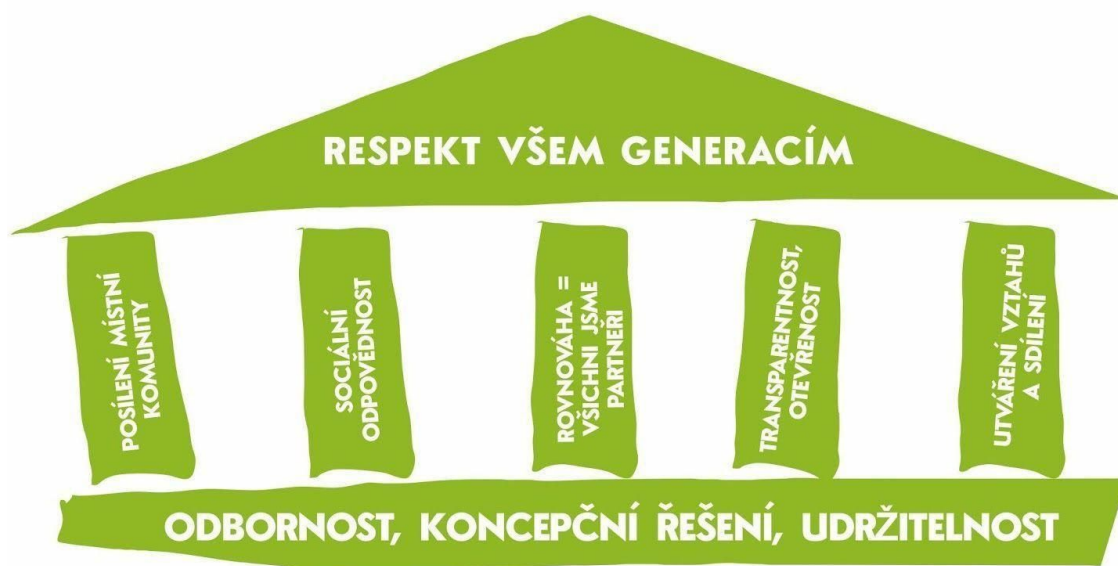 RESPEKT VŠEM GENERACÍM
POSÍLENÍ MÍSTNÍ
KOMUNITY
SOCIÁLNÍ
ODPOVĚDNOST
ROVNOVÁHA =
VŠICHNI JSME
PARTNEŘI
TRANSPARENTNOST,
OTEVŘENOST
UTVÁŘENÍ VZTAHŮ
A SDÍLENÍ
ODBORNOST, KONCEPČNÍ ŘEŠENÍ, UDRŽITELNOST